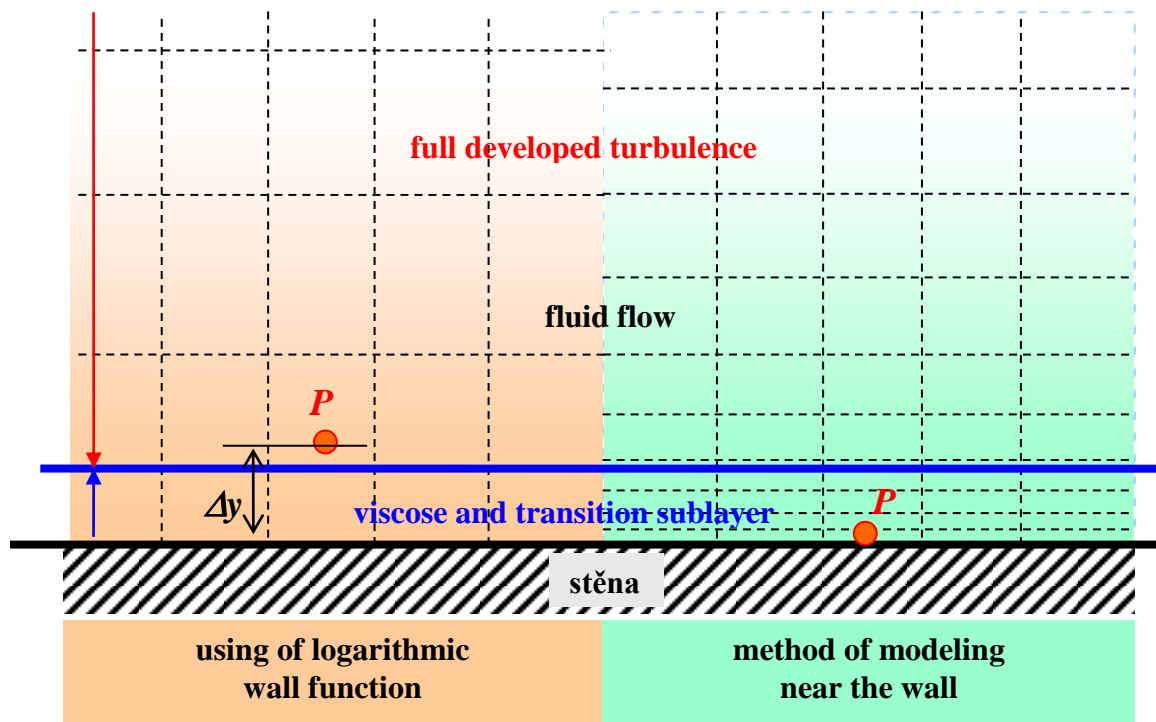 full developed turbulence
fluid flow
P
Δy
viscose and transition sublayer
P
stěna
using of logarithmic
wall function
method of modeling
near the wall